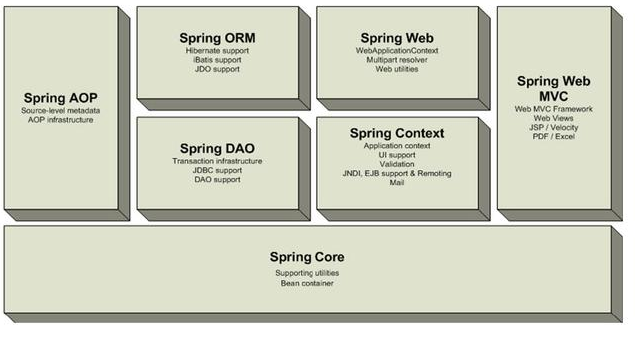 Spring AOP
Source-level metadata
AOP infrastructure
Spring ORM
Hibernate support
iBatis support
JDO support
Spring Web
WebApplicationContext
Multipart resolver
Web utilities
Spring Web
MVC
Web MVC Framework
Web Views
JSP / Velocity
PDF / Excel
Spring DAO
Transaction infrastructure
JDBC support
DAO support
Spring Context
Application context
UI support
Validation
JNDI, EJB support & Remoting
Mail
Spring Core
Supporting utilities
Bean container